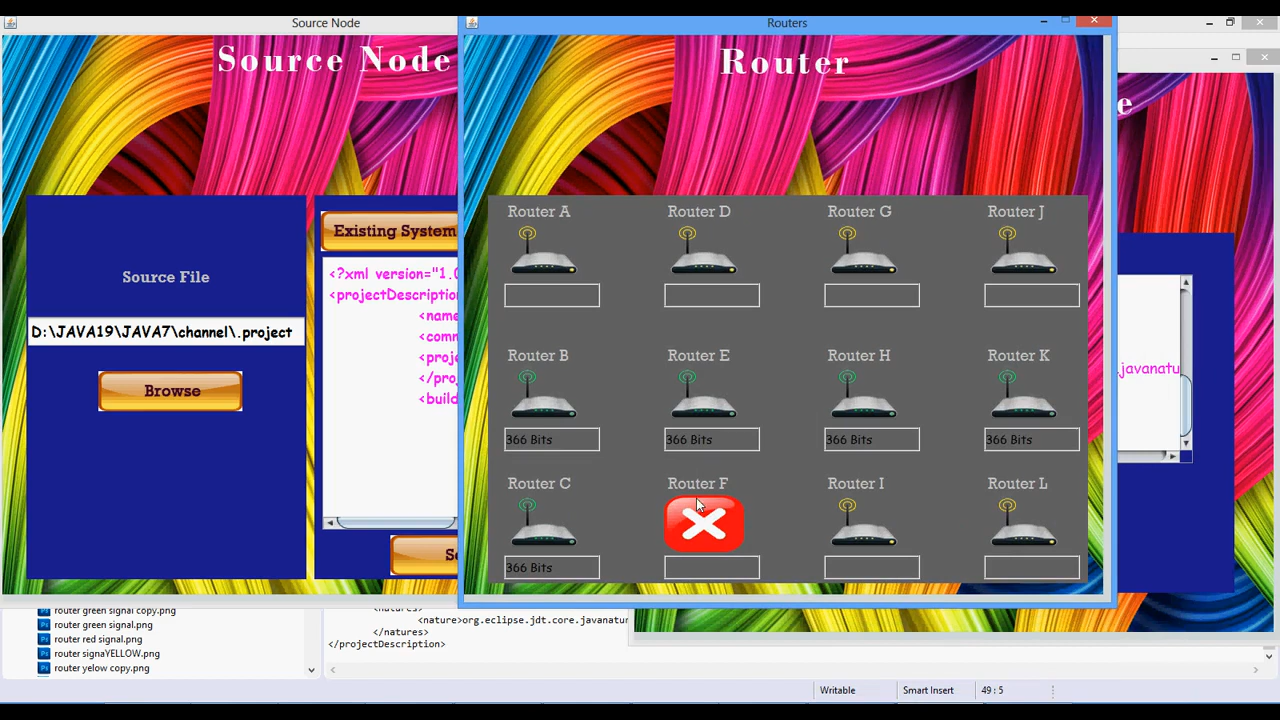 Source Node
Routers
Source Node
Router
Source File
D:\JAVA19\JAVA7\channel\.project
Browse
Existing System
<?xml version="1.0
<projectDescription
<name
<comm
<proje
</proj
<build
Router A
Router D
Router G
Router J
Router B
Router E
Router H
Router K
366 Bits
366 Bits
366 Bits
366 Bits
Router C
Router F
Router I
Router L
366 Bits
e
.javanatu
router green signal copy.png
router green signal.png
router red signal.png
router signaYELLOW.png
router yelow copy.png
<natures>
<nature>org.eclipse.jdt.core.javanatur
</natures>
</projectDescription>
Writable
Smart Insert
49 : 5